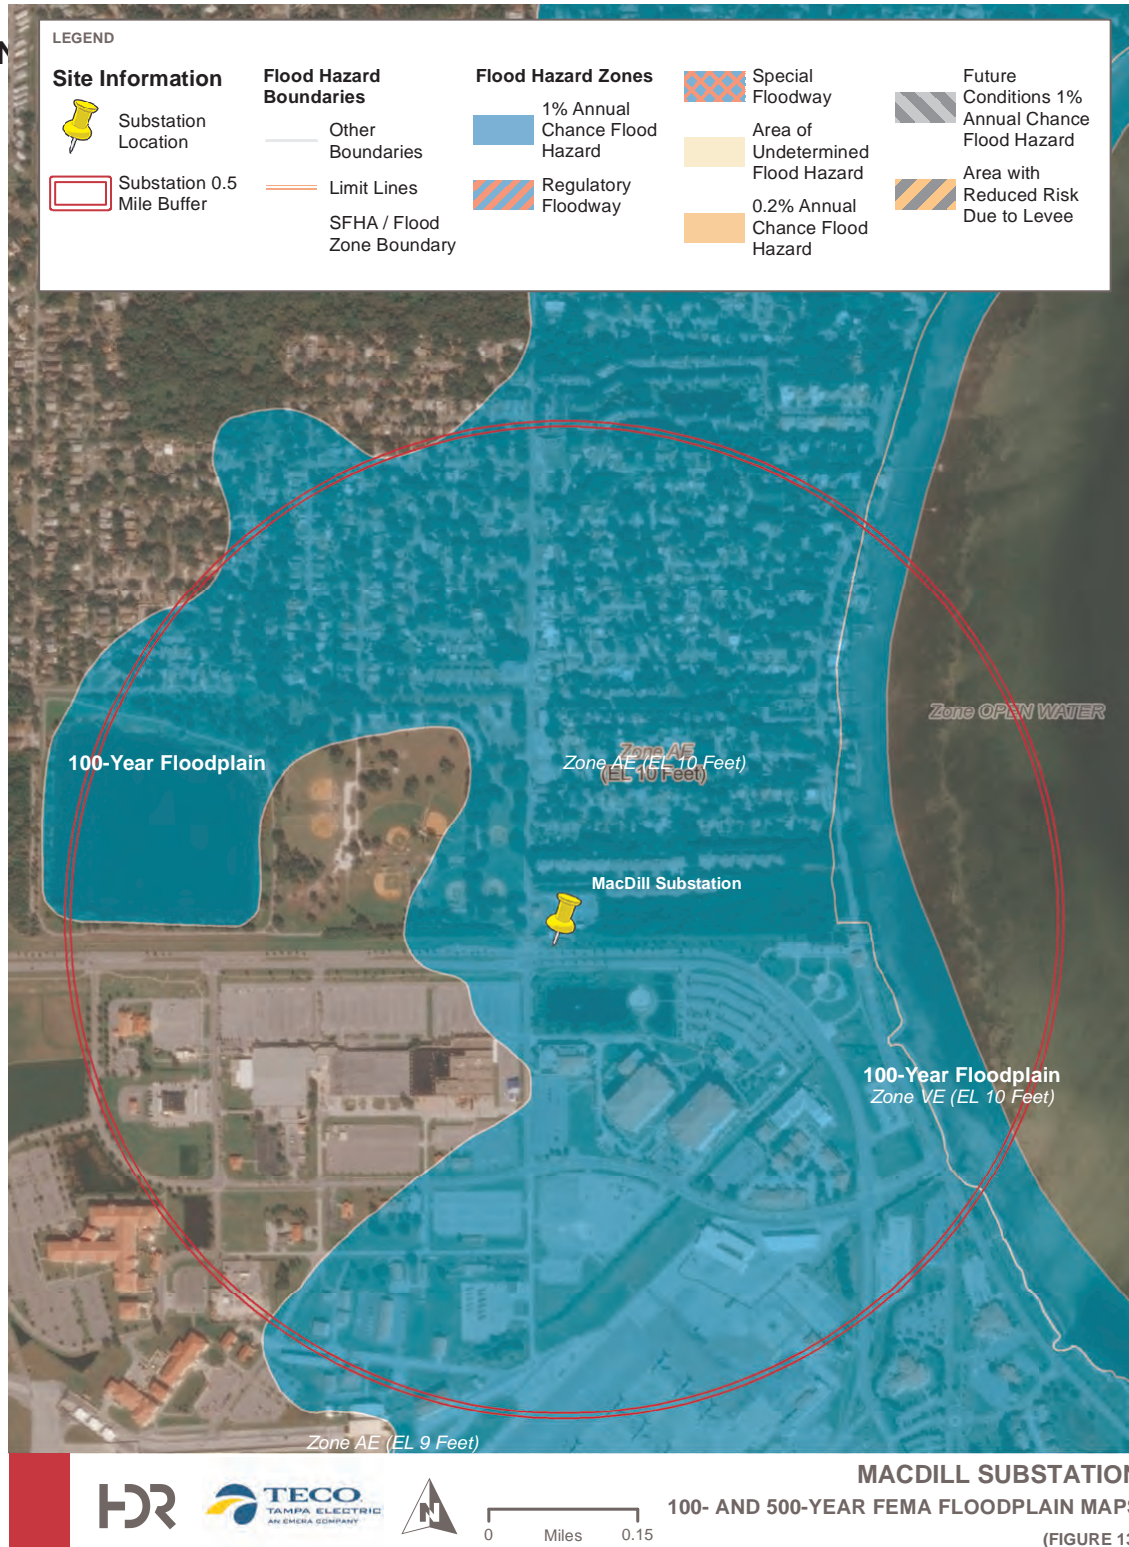 N
LEGEND
Site Information
Substation
Location
Substation 0.5
Mile Buffer
Flood Hazard
Boundaries
Other
Boundaries
Limit Lines
SFHA / Flood
Zone Boundary
Flood Hazard Zones
1% Annual
Chance Flood
Hazard
Regulatory
Floodway
Special
Floodway
Area of
Undetermined
Flood Hazard
0.2% Annual
Chance Flood
Hazard
Future
Conditions 1%
Annual Chance
Flood Hazard
Area with
Reduced Risk
Due to Levee
Zone OPEN WATER
100-Year Floodplain
Zone AE
Zone AE (EL 10 Feet)
(EL 10 Feet)
MacDill Substation
100-Year Floodplain
Zone VE (EL 10 Feet)
Zone AE (EL 9 Feet)
HDR
TECO
TAMPA ELECTRIC
AN EMERA COMPANY
N
0 Miles 0.15
MACDILL SUBSTATION
100- AND 500-YEAR FEMA FLOODPLAIN MAPS
(FIGURE 13